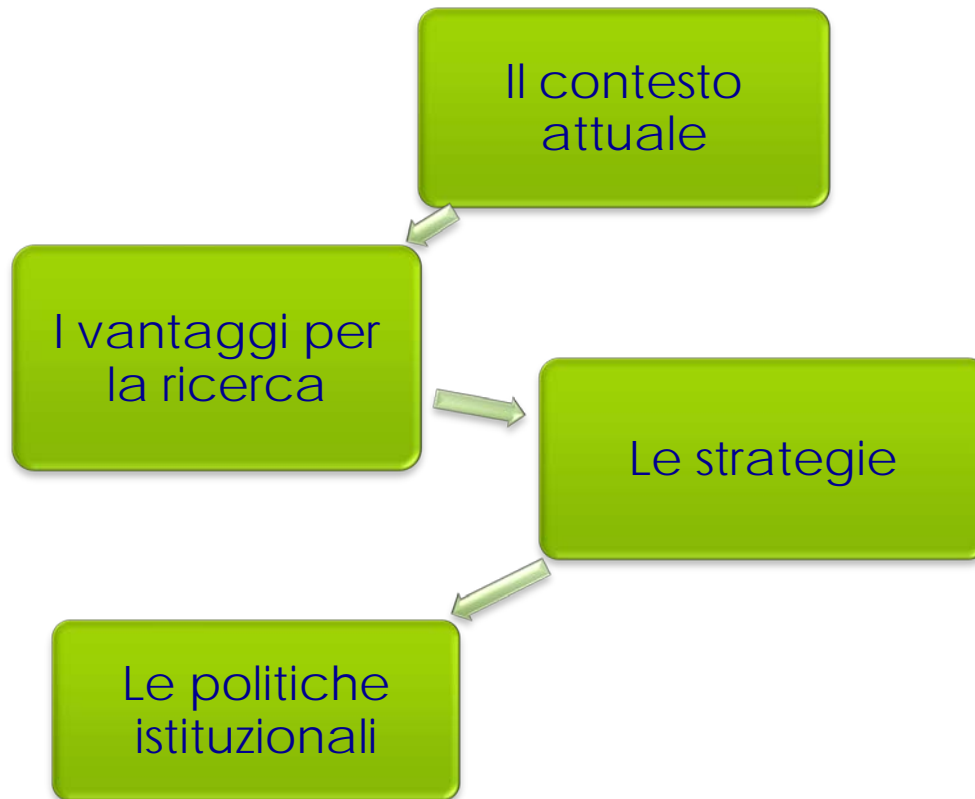 Il contesto
attuale
I vantaggi per
la ricerca
Le strategie
Le politiche
istituzionali